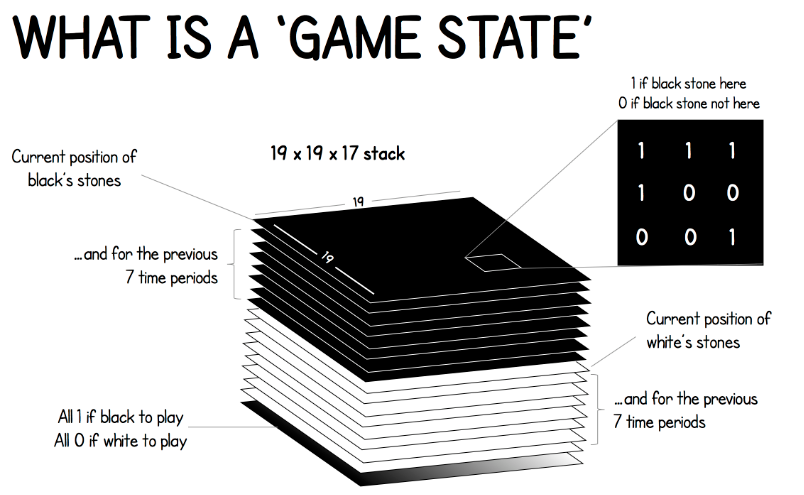 WHAT IS A ‘GAME STATE’
1 if black stone here
0 if black stone not here
1 1 1
1 0 0
0 0 1
Current position of
black's stones
19 x 19 x 17 stack
19
19
...and for the previous
7 time periods
Current position of
white's stones
...and for the previous
7 time periods
All 1 if black to play
All 0 if white to play